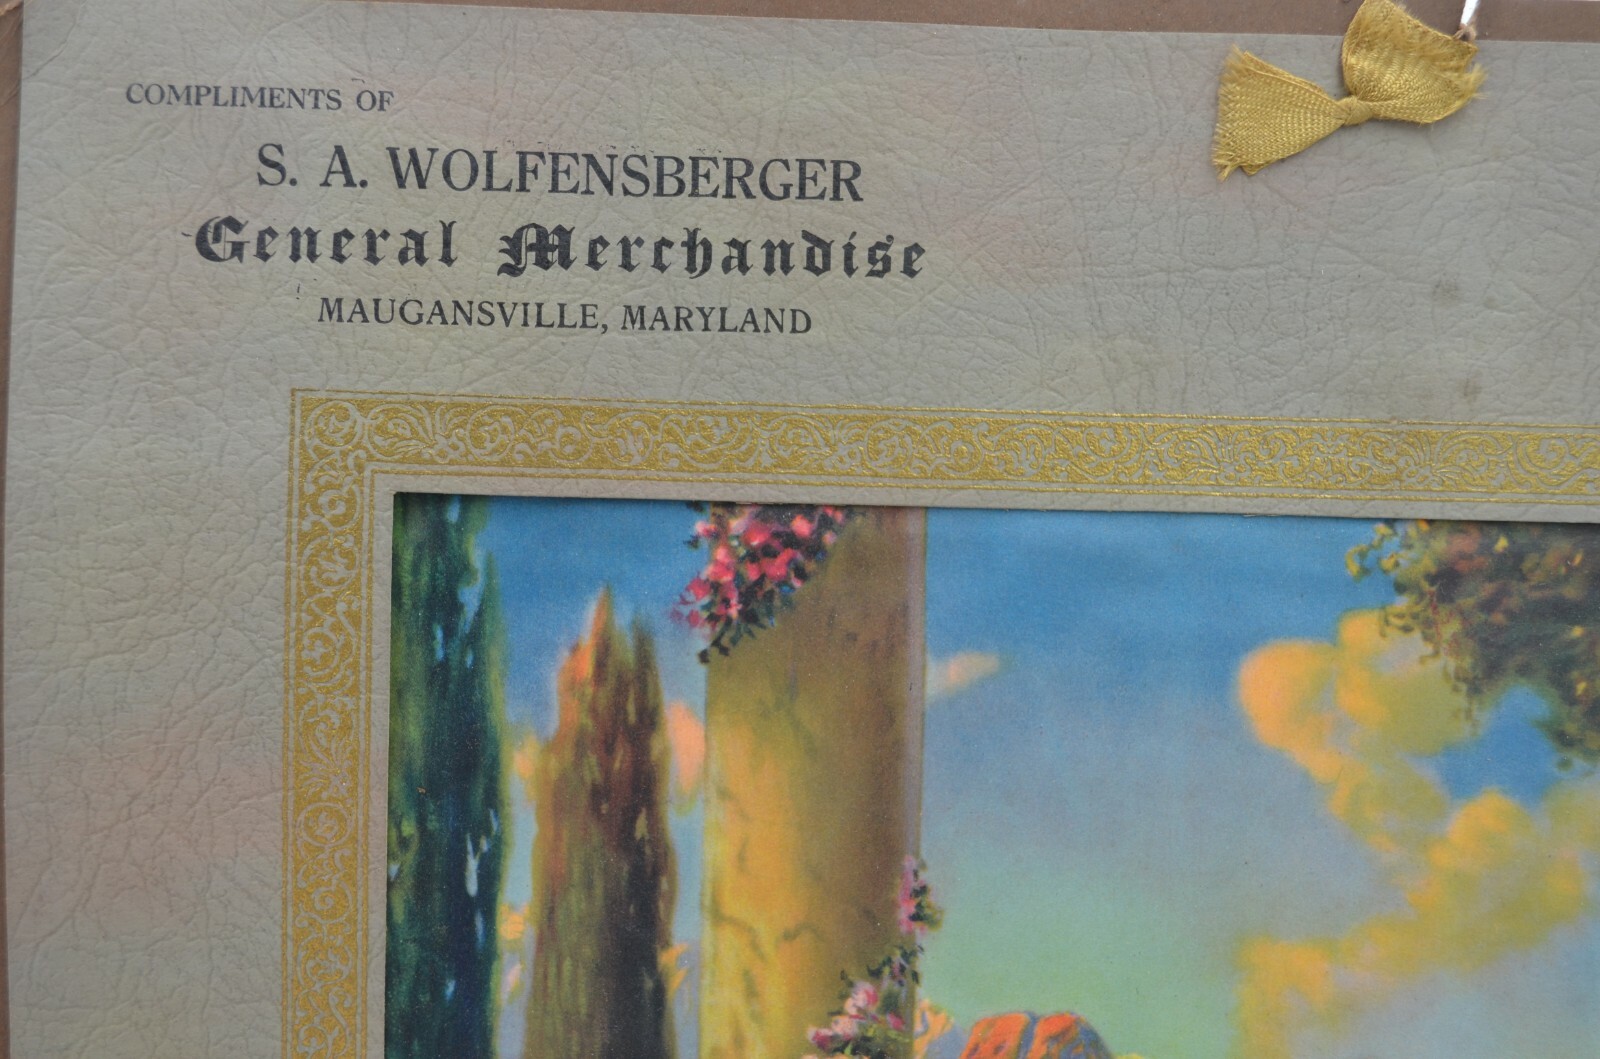 COMPLIMENTS OF
S. A. WOLFENSBERGER
General Merchandise
MAUGANSVILLE, MARYLAND